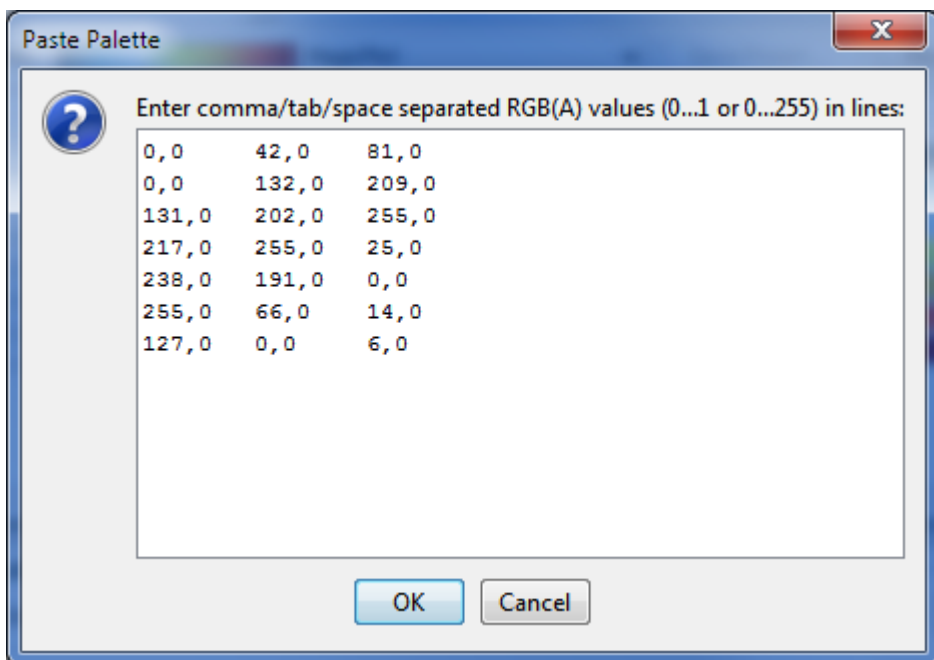 Paste Palette
Enter comma/tab/space separated RGB(A) values (0...1 or 0...255) in lines:
0,0 42,0 81,0
0,0 132,0 209,0
131,0 202,0 255,0
217,0 255,0 25,0
238,0 191,0 0,0
255,0 66,0 14,0
127,0 0,0 6,0
OK Cancel